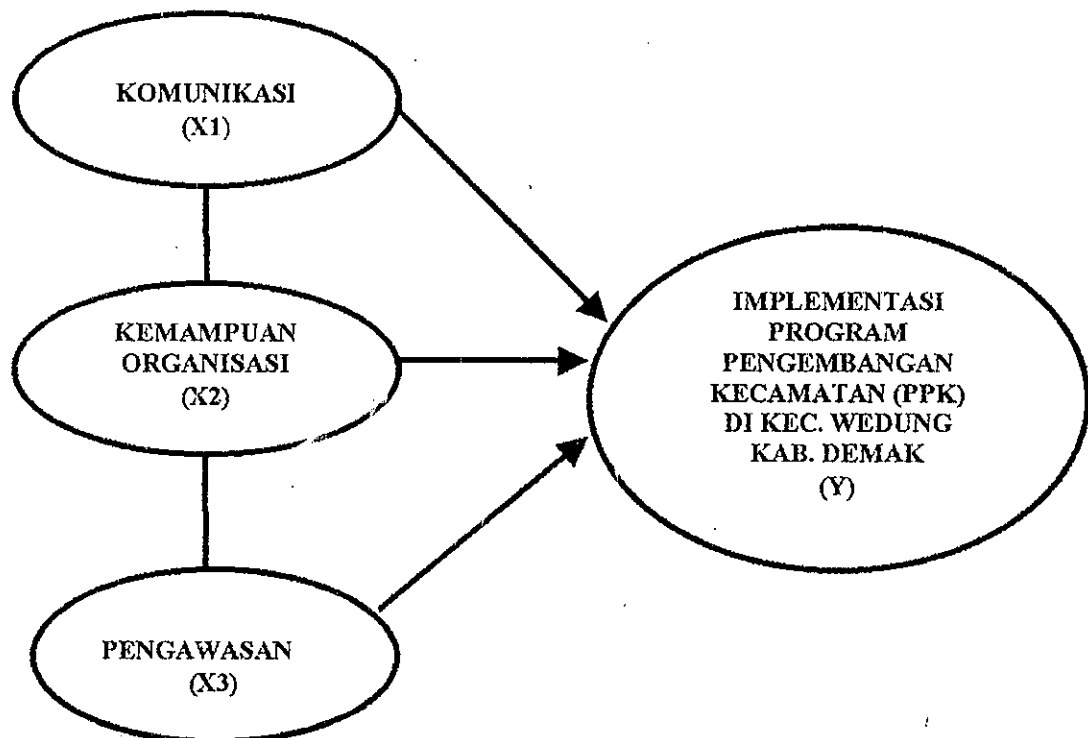 KOMUNIKASI
(X1)
KEMAMPUAN
ORGANISASI
(X2)
PENGAWASAN
(X3)
IMPLEMENTASI
PROGRAM
PENGEMBANGAN
KECAMATAN (PPK)
DI KEC. WEDUNG
KAB. DEMAK
(Y)